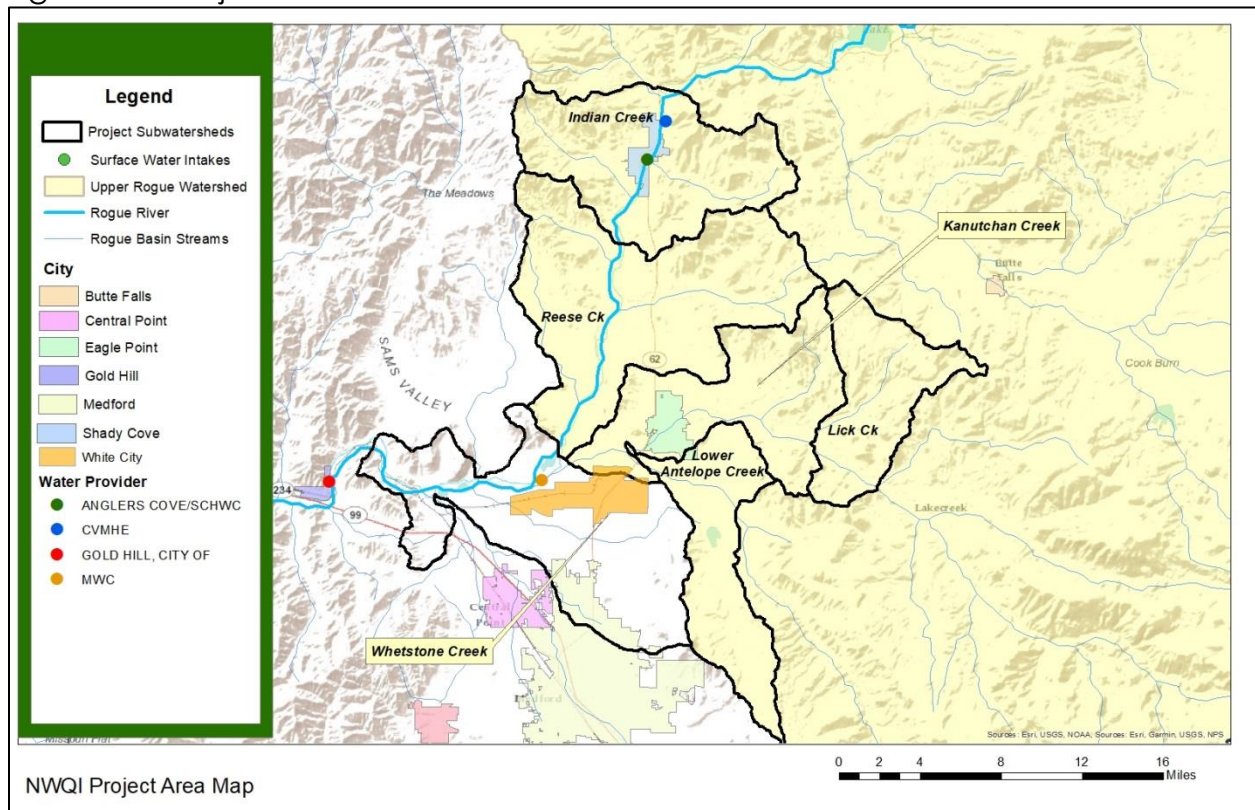 Legend
Project Subwatersheds
Surface Water Intakes
Upper Rogue Watershed
Rogue River
Rogue Basin Streams
City
Butte Falls
Central Point
Eagle Point
Gold Hill
Medford
Shady Cove
White City
Water Provider
ANGLERS COVE/SCHWC
CVMHE
GOLD HILL, CITY OF
MWC
Indian Creek
The Meadows
Kanutchan Creek
Butte
Falls
Reese Ck
SAMS VALLEY
62
Cook Burn
Lick Ck
Lower
Antelope Creek
234
99
Lakecreek
Central
Point
Whetstone Creek
Sources: Esri, USGS, NOAA; Sources: Esri, Garmin, USGS, NPS
NWQI Project Area Map
0 2 4 8 12 16
Miles